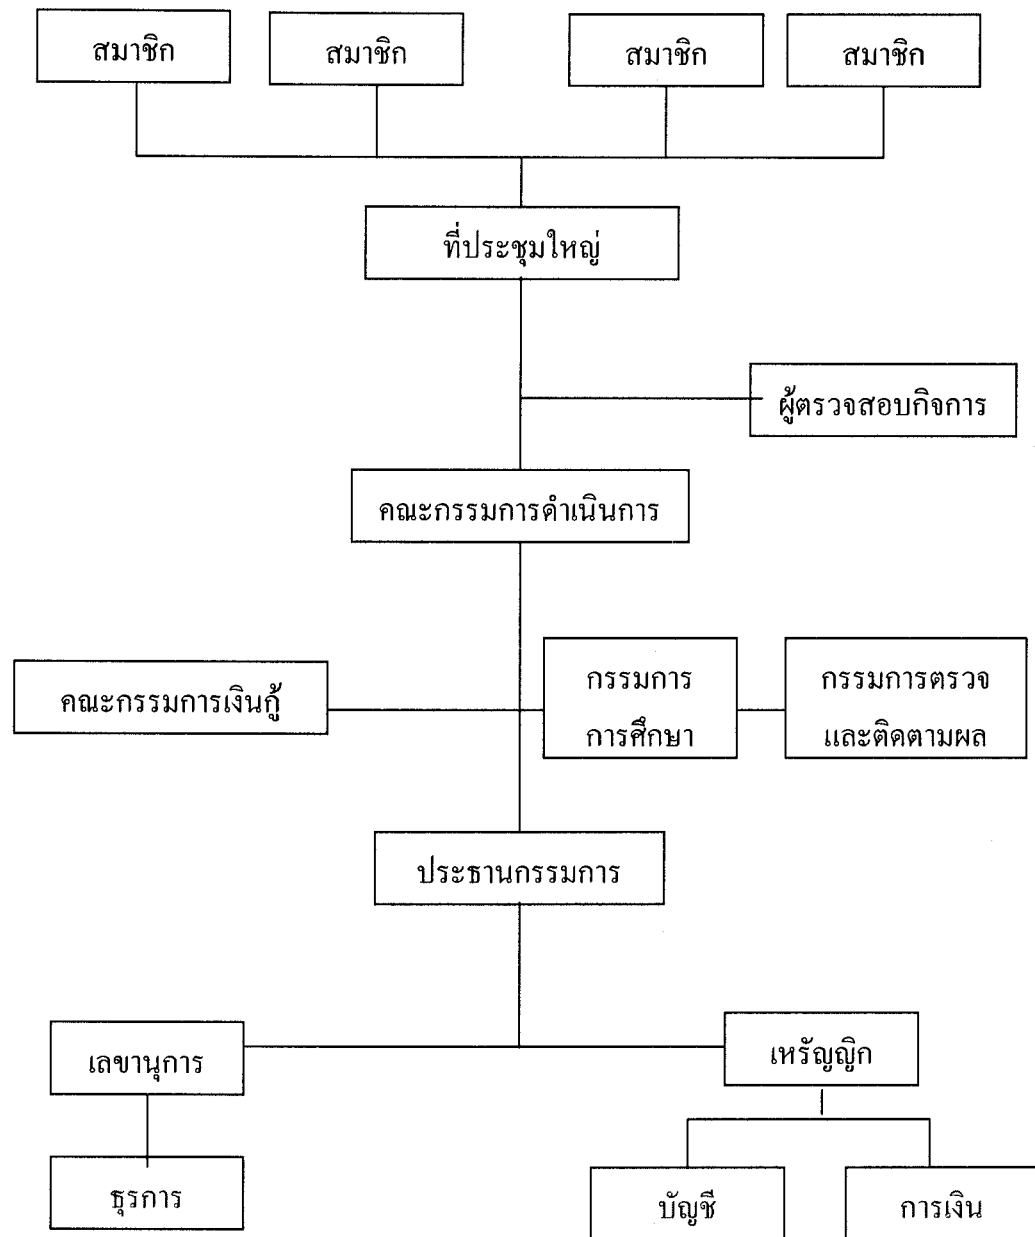 สมาชิก
สมาชิก
สมาชิก
สมาชิก
ที่ประชุมใหญ่
ผู้ตรวจสอบกิจการ
คณะกรรมการดำเนินการ
คณะกรรมการเงินกู้
กรรมการ
การศึกษา
กรรมการตรวจ
และติดตามผล
ประธานกรรมการ
เลขานุการ
เหรัญญิก
ธุรการ
บัญชี
การเงิน